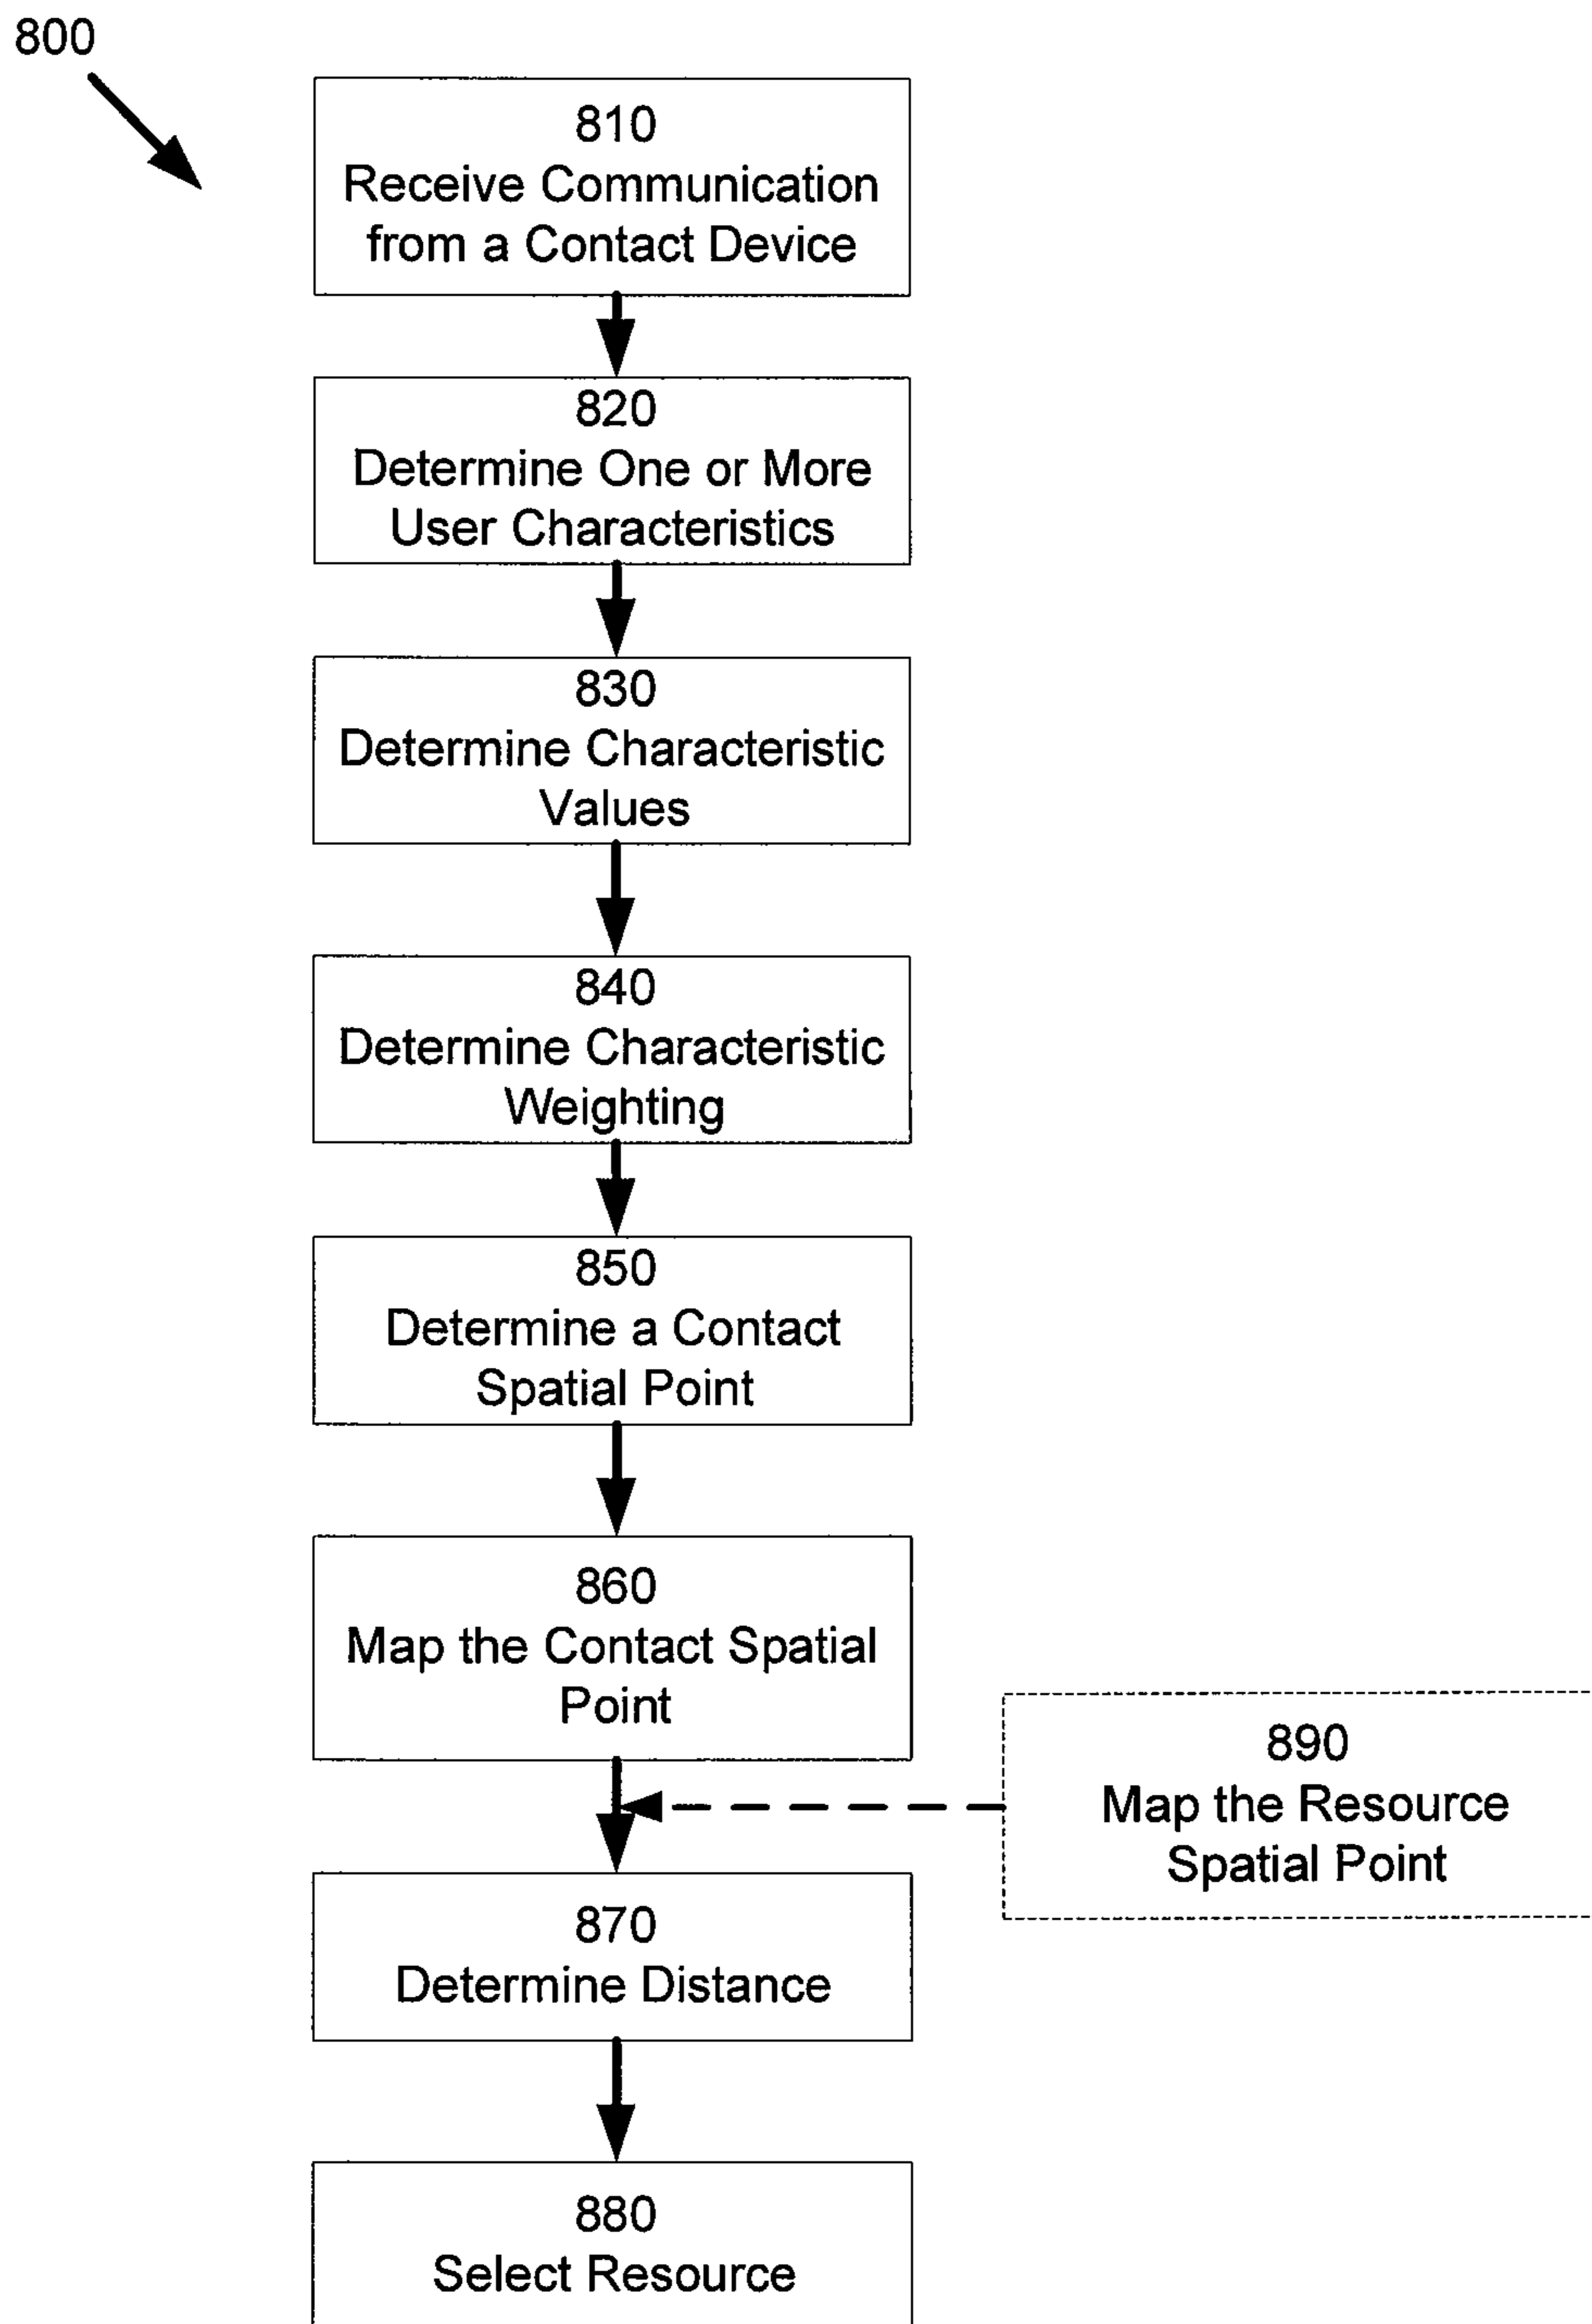 800
810
Receive Communication
from a Contact Device
820
Determine One or More
User Characteristics
830
Determine Characteristic
Values
840
Determine Characteristic
Weighting
850
Determine a Contact
Spatial Point
860
Map the Contact Spatial
Point
890
Map the Resource
Spatial Point
870
Determine Distance
880
Select Resource